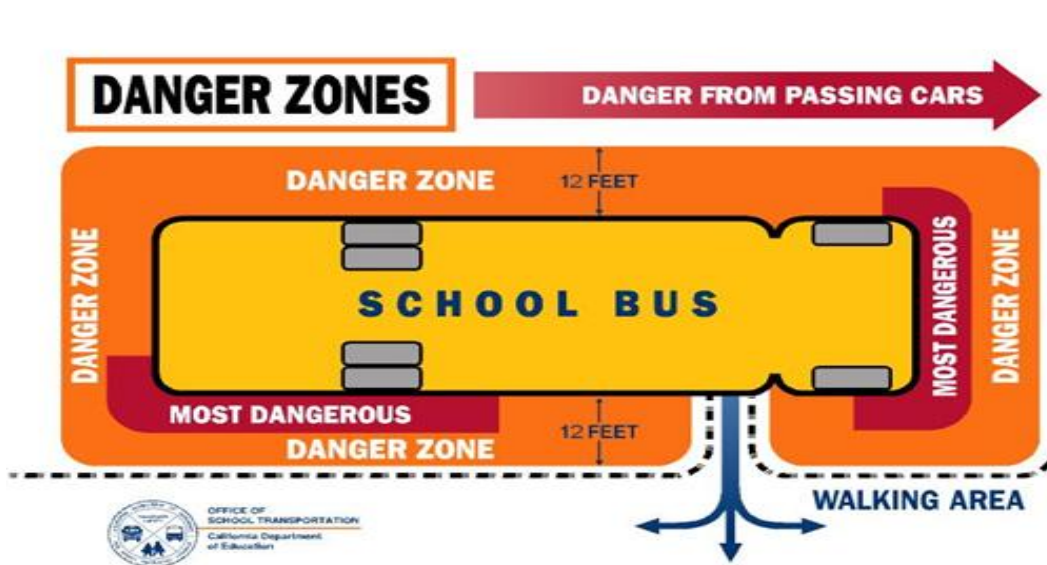 DANGER ZONES
DANGER FROM PASSING CARS
DANGER ZONE
12 FEET
DANGER ZONE
SCHOOL BUS
MOST DANGEROUS
DANGER ZONE
MOST DANGEROUS
12 FEET
DANGER ZONE
WALKING AREA
OFFICE OF
SCHOOL TRANSPORTATION
California Department
of Education